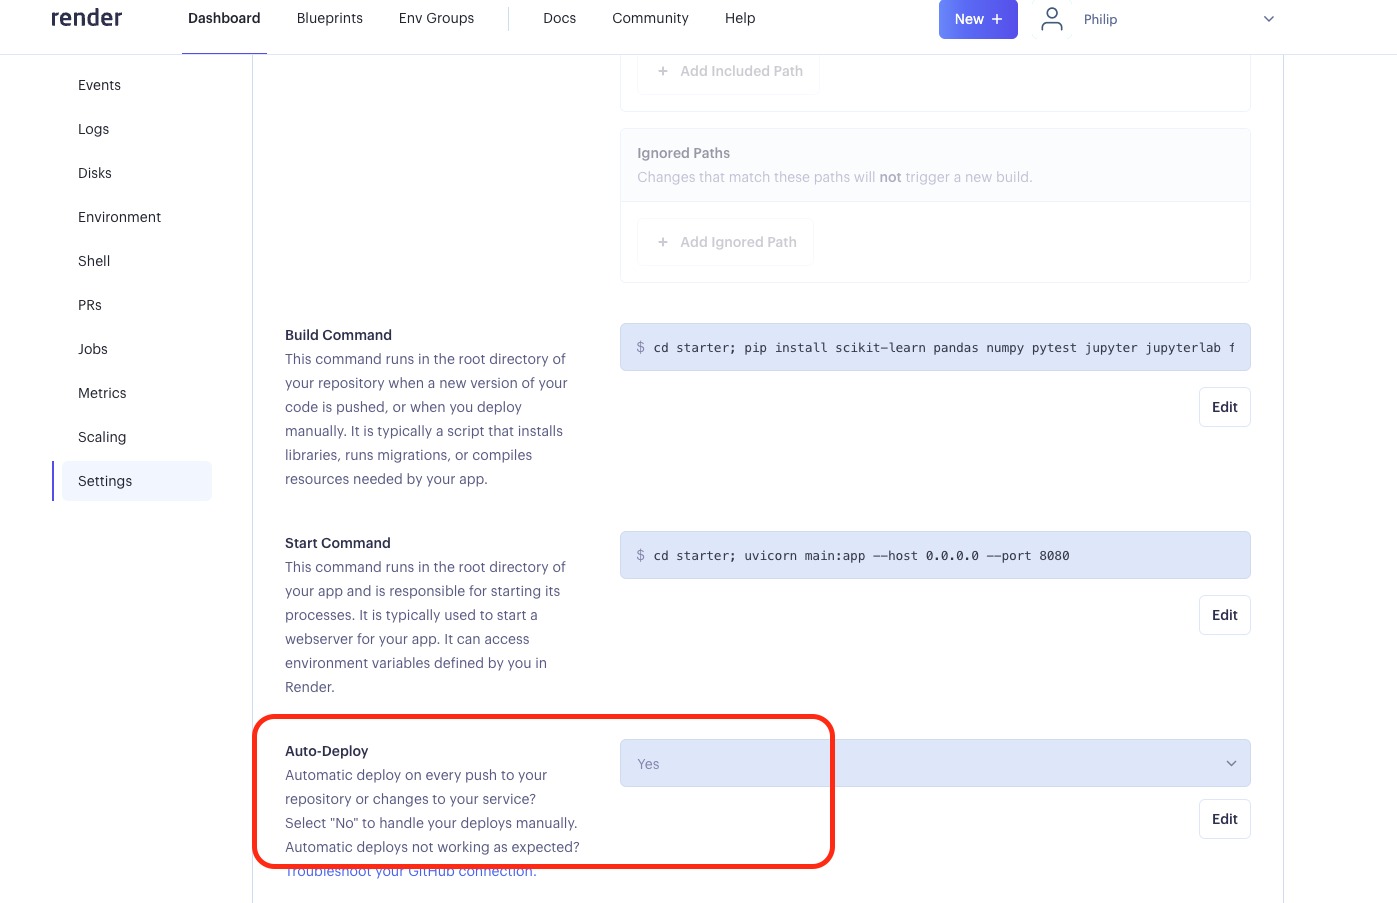 render
Dashboard
Blueprints
Env Groups
Docs
Community
Help
New +
Philip
Events
Logs
Disks
Environment
Shell
PRs
Jobs
Metrics
Scaling
Settings
+ Add Included Path
Ignored Paths
Changes that match these paths will not trigger a new build.
+ Add Ignored Path
Build Command
This command runs in the root directory of
your repository when a new version of your
code is pushed, or when you deploy
manually. It is typically a script that installs
libraries, runs migrations, or compiles
resources needed by your app.
$ cd starter; pip install scikit-learn pandas numpy pytest jupyter jupyterlab f
Edit
Start Command
This command runs in the root directory of
your app and is responsible for starting its
processes. It is typically used to start a
webserver for your app. It can access
environment variables defined by you in
Render.
$ cd starter; uvicorn main:app --host 0.0.0.0 --port 8080
Edit
Auto-Deploy
Automatic deploy on every push to your
repository or changes to your service?
Select "No" to handle your deploys manually.
Automatic deploys not working as expected?
Troubleshoot your GitHub connection.
Yes
Edit